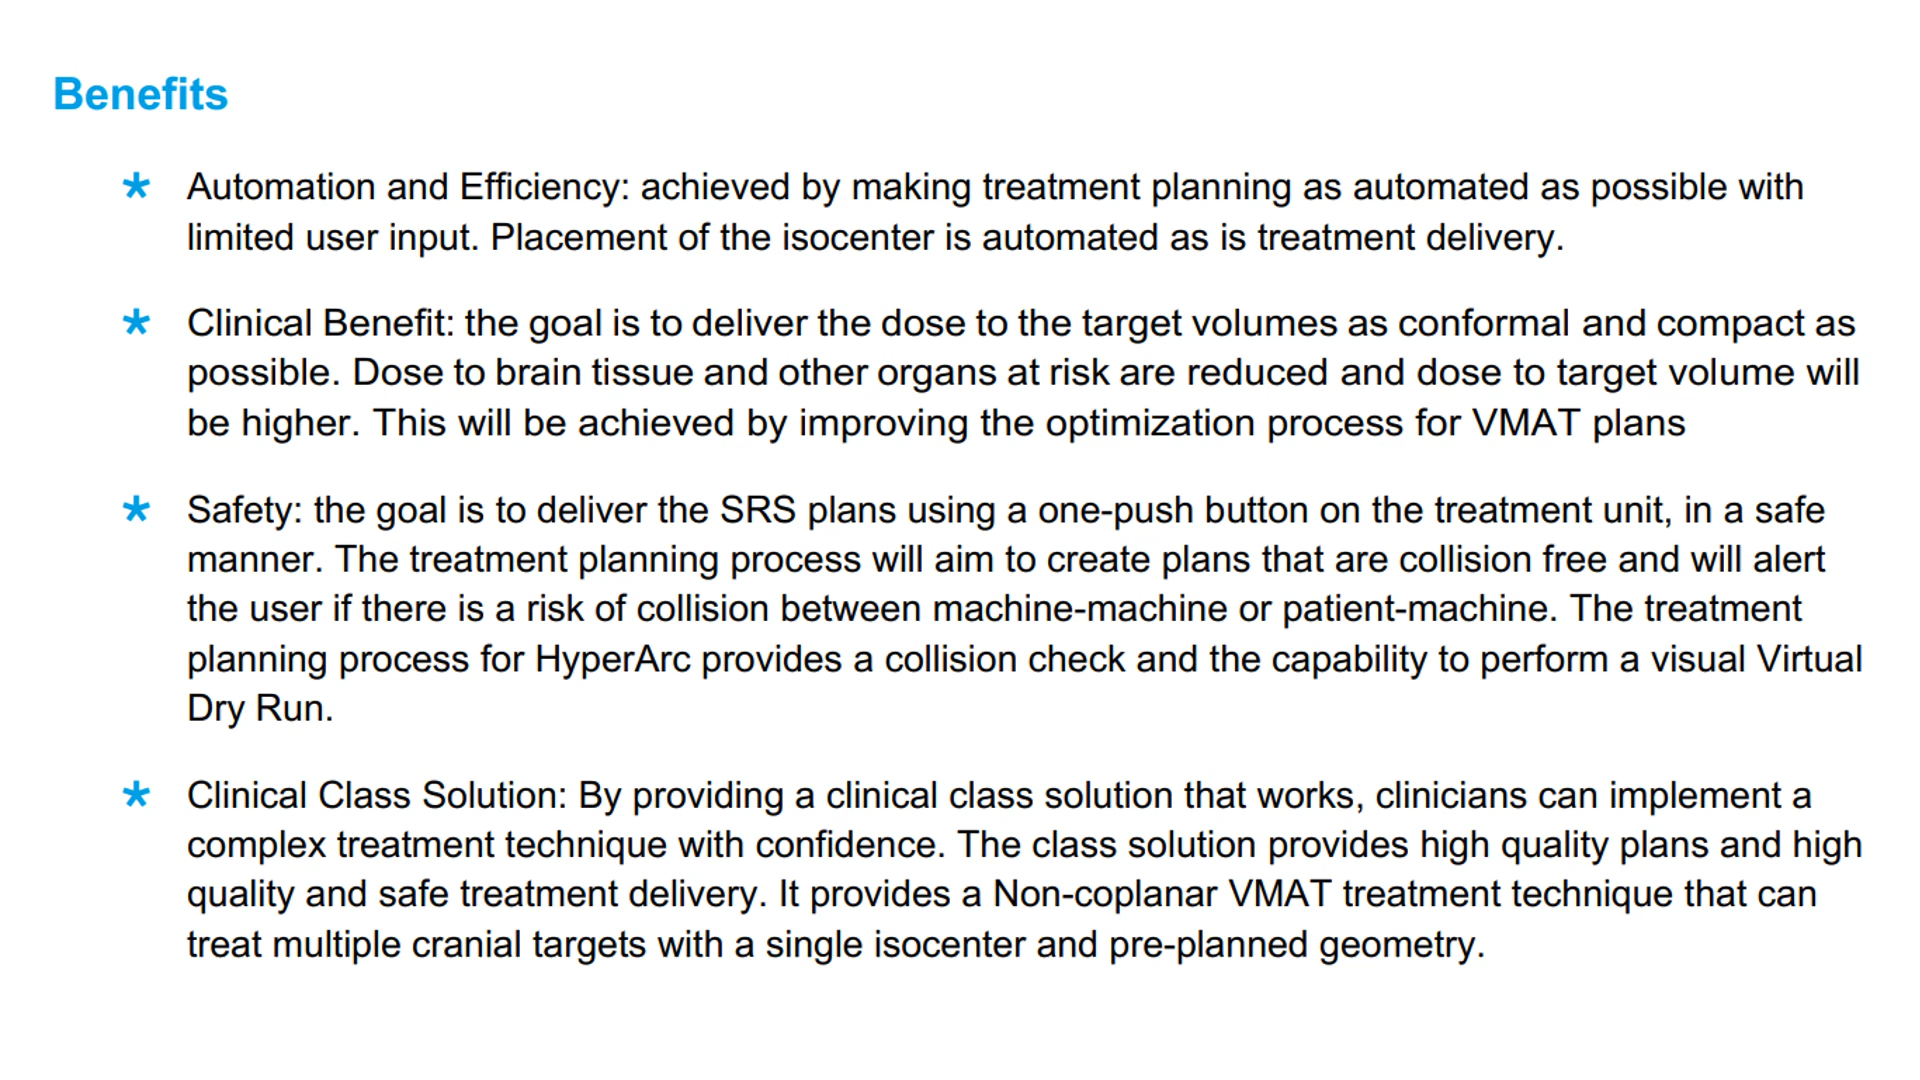 Benefits
* Automation and Efficiency: achieved by making treatment planning as automated as possible with
limited user input. Placement of the isocenter is automated as is treatment delivery.
* Clinical Benefit: the goal is to deliver the dose to the target volumes as conformal and compact as
possible. Dose to brain tissue and other organs at risk are reduced and dose to target volume will
be higher. This will be achieved by improving the optimization process for VMAT plans
* Safety: the goal is to deliver the SRS plans using a one-push button on the treatment unit, in a safe
manner. The treatment planning process will aim to create plans that are collision free and will alert
the user if there is a risk of collision between machine-machine or patient-machine. The treatment
planning process for HyperArc provides a collision check and the capability to perform a visual Virtual
Dry Run.
* Clinical Class Solution: By providing a clinical class solution that works, clinicians can implement a
complex treatment technique with confidence. The class solution provides high quality plans and high
quality and safe treatment delivery. It provides a Non-coplanar VMAT treatment technique that can
treat multiple cranial targets with a single isocenter and pre-planned geometry.